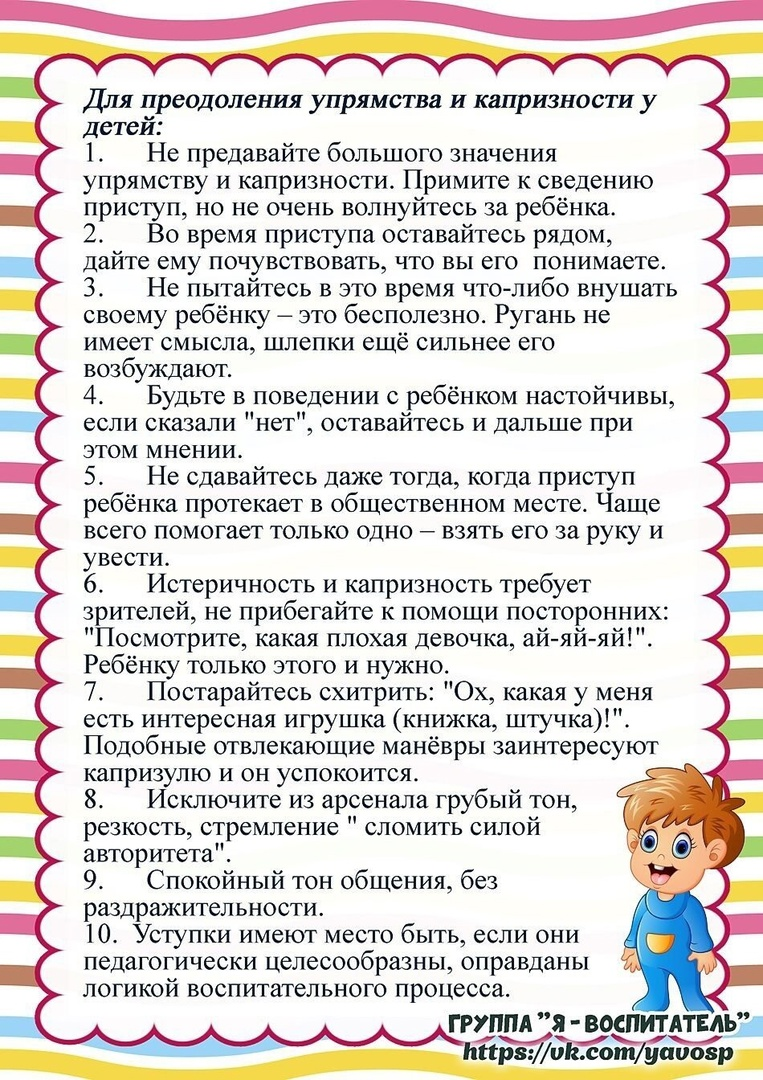 Для преодоления упрямства и капризности у
детей:
1. Не предавайте большого значения
упрямству и капризности. Примите к сведению
приступ, но не очень волнуйтесь за ребёнка.
2. Во время приступа оставайтесь рядом,
дайте ему почувствовать, что вы его понимаете.
3. Не пытайтесь в это время что-либо внушать
своему ребёнку – это бесполезно. Ругань не
имеет смысла, шлепки ещё сильнее его
возбуждают.
4. Будьте в поведении с ребёнком настойчивы,
если сказали "нет", оставайтесь и дальше при
этом мнении.
5. Не сдавайтесь даже тогда, когда приступ
ребёнка протекает в общественном месте. Чаще
всего помогает только одно – взять его за руку и
увести.
6. Истеричность и капризность требует
зрителей, не прибегайте к помощи посторонних:
"Посмотрите, какая плохая девочка, ай-яй-яй!".
Ребёнку только этого и нужно.
7. Постарайтесь схитрить: "Ох, какая у меня
есть интересная игрушка (книжка, штучка)!".
Подобные отвлекающие манёвры заинтересуют
капризулю и он успокоится.
8. Исключите из арсенала грубый тон,
резкость, стремление " сломить силой
авторитета".
9. Спокойный тон общения, без
раздражительности.
10. Уступки имеют место быть, если они
педагогически целесообразны, оправданы
логикой воспитательного процесса.
ГРУППА "Я - ВОСПИТАТЕЛЬ"
https://vk.com/yavosp